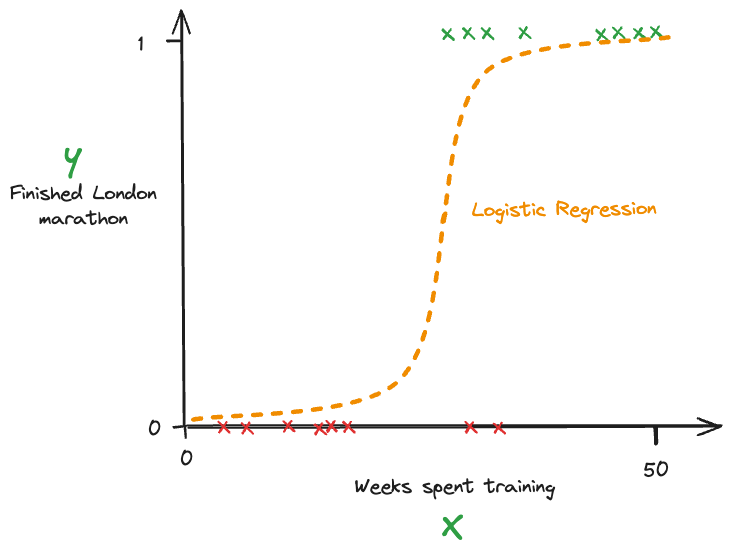 1
y
Finished London
marathon
Logistic Regression
0
0
50
Weeks spent training
x